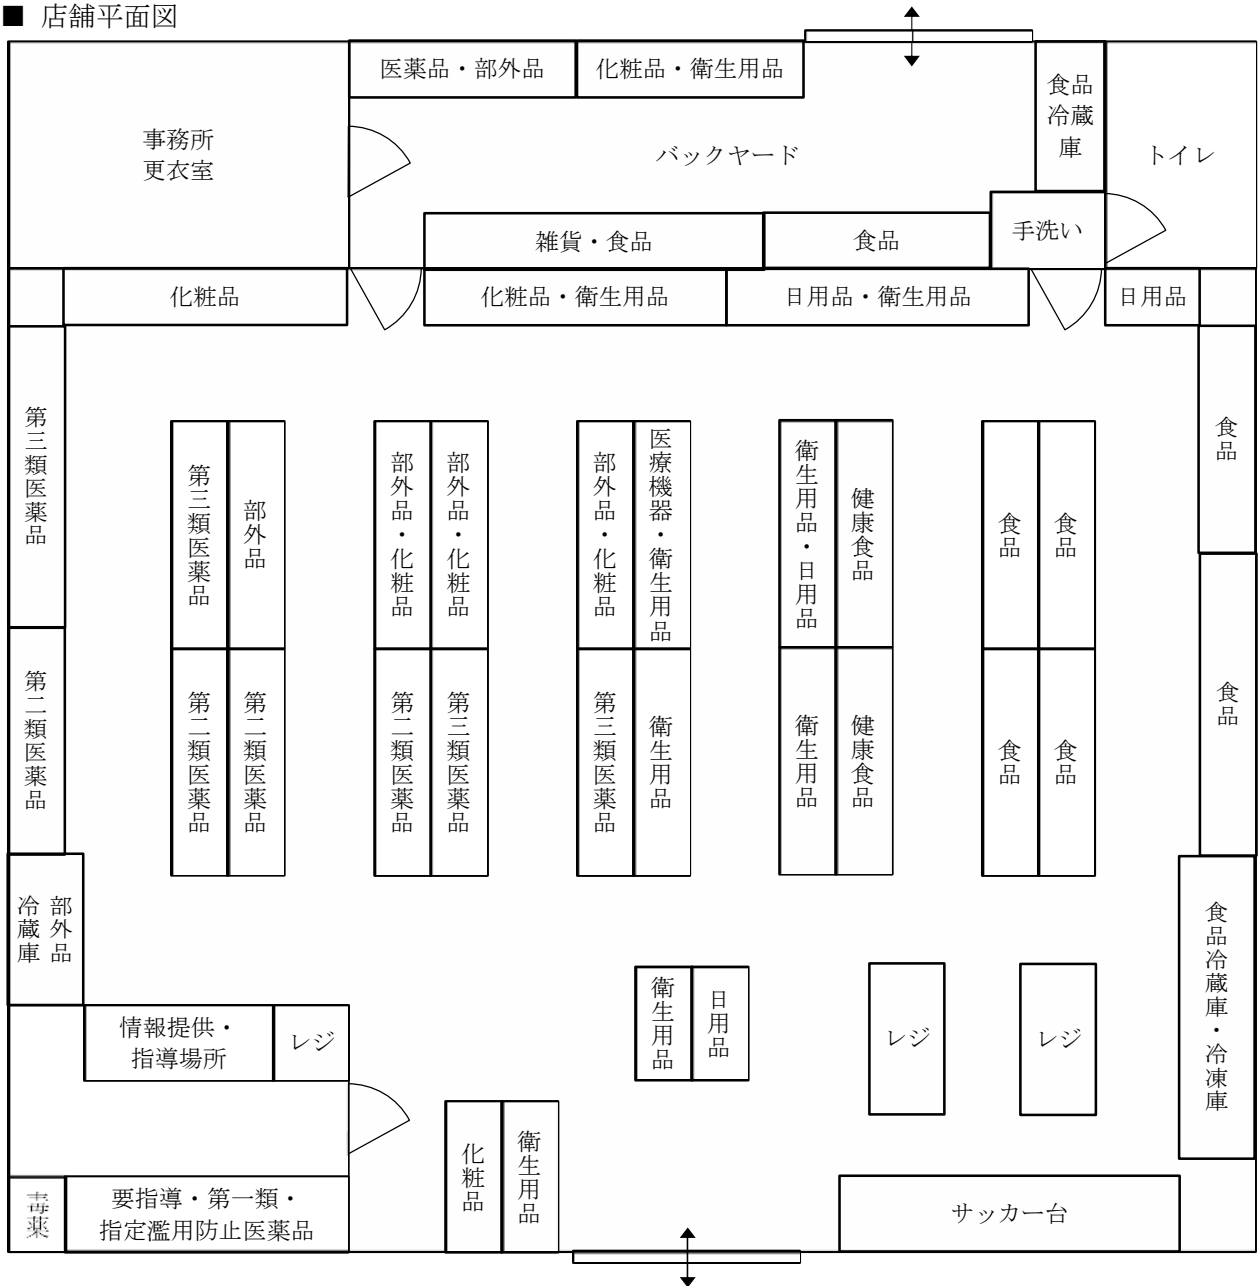 ■ 店舗平面図
医薬品・部外品
化粧品・衛生用品
食品
冷蔵
庫
事務所
更衣室
バックヤード
トイレ
雑貨・食品
食品
手洗い
化粧品
化粧品・衛生用品
日用品・衛生用品
日用品
第三類医薬品
第三類医薬品
部外品
部外品・化粧品
部外品・化粧品
部外品・化粧品
医療機器・衛生用品
衛生用品・日用品
健康食品
食品
食品
食品
第二類医薬品
第二類医薬品
第二類医薬品
第二類医薬品
第三類医薬品
第三類医薬品
衛生用品
衛生用品
健康食品
食品
食品
食品
部外品
冷蔵庫
食品冷蔵庫・冷凍庫
衛生用品
日用品
レジ
レジ
情報提供・
指導場所
レジ
化粧品
衛生用品
毒薬
要指導・第一類・
指定濫用防止医薬品
サッカー台